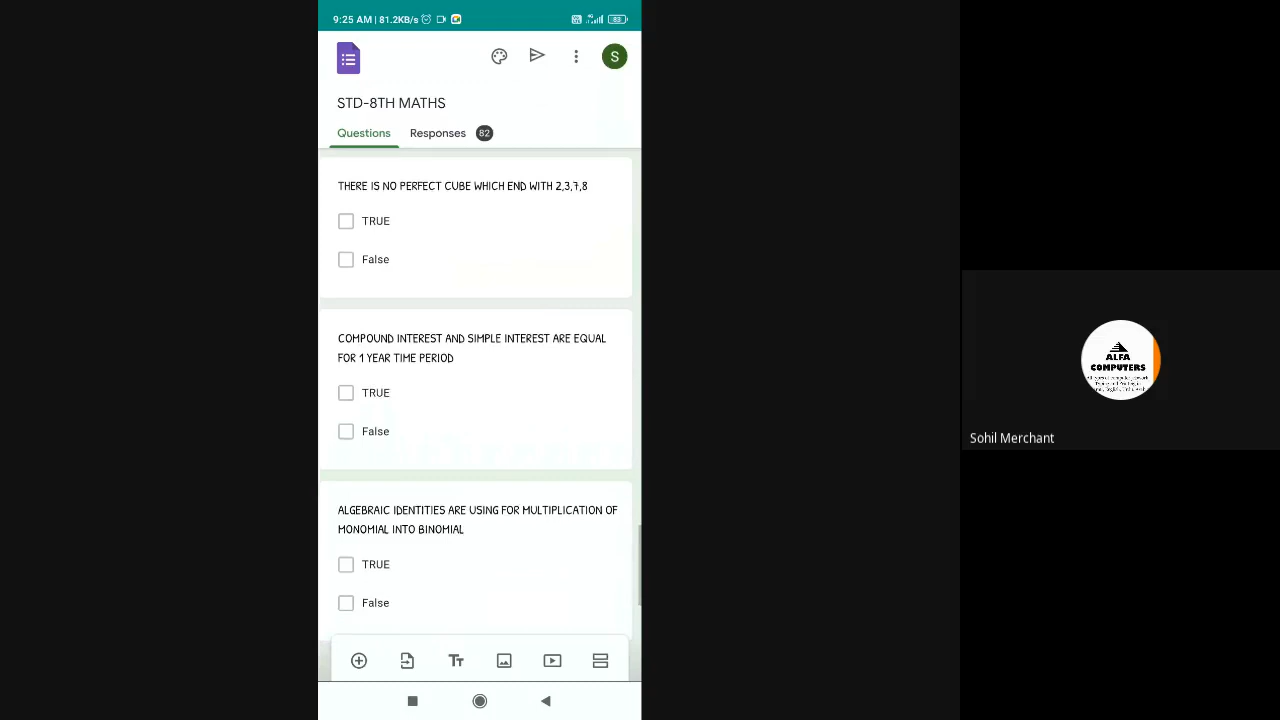 9:25 AM | 81.2KB/s
83
S
STD-8TH MATHS
Questions
Responses 82
THERE IS NO PERFECT CUBE WHICH END WITH 2,3,7,8
TRUE
False
COMPOUND INTEREST AND SIMPLE INTEREST ARE EQUAL
FOR 1 YEAR TIME PERIOD
TRUE
False
ALGEBRAIC IDENTITIES ARE USING FOR MULTIPLICATION OF
MONOMIAL INTO BINOMIAL
TRUE
False
Tт
ALFA
COMPUTERS
Sohil Merchant